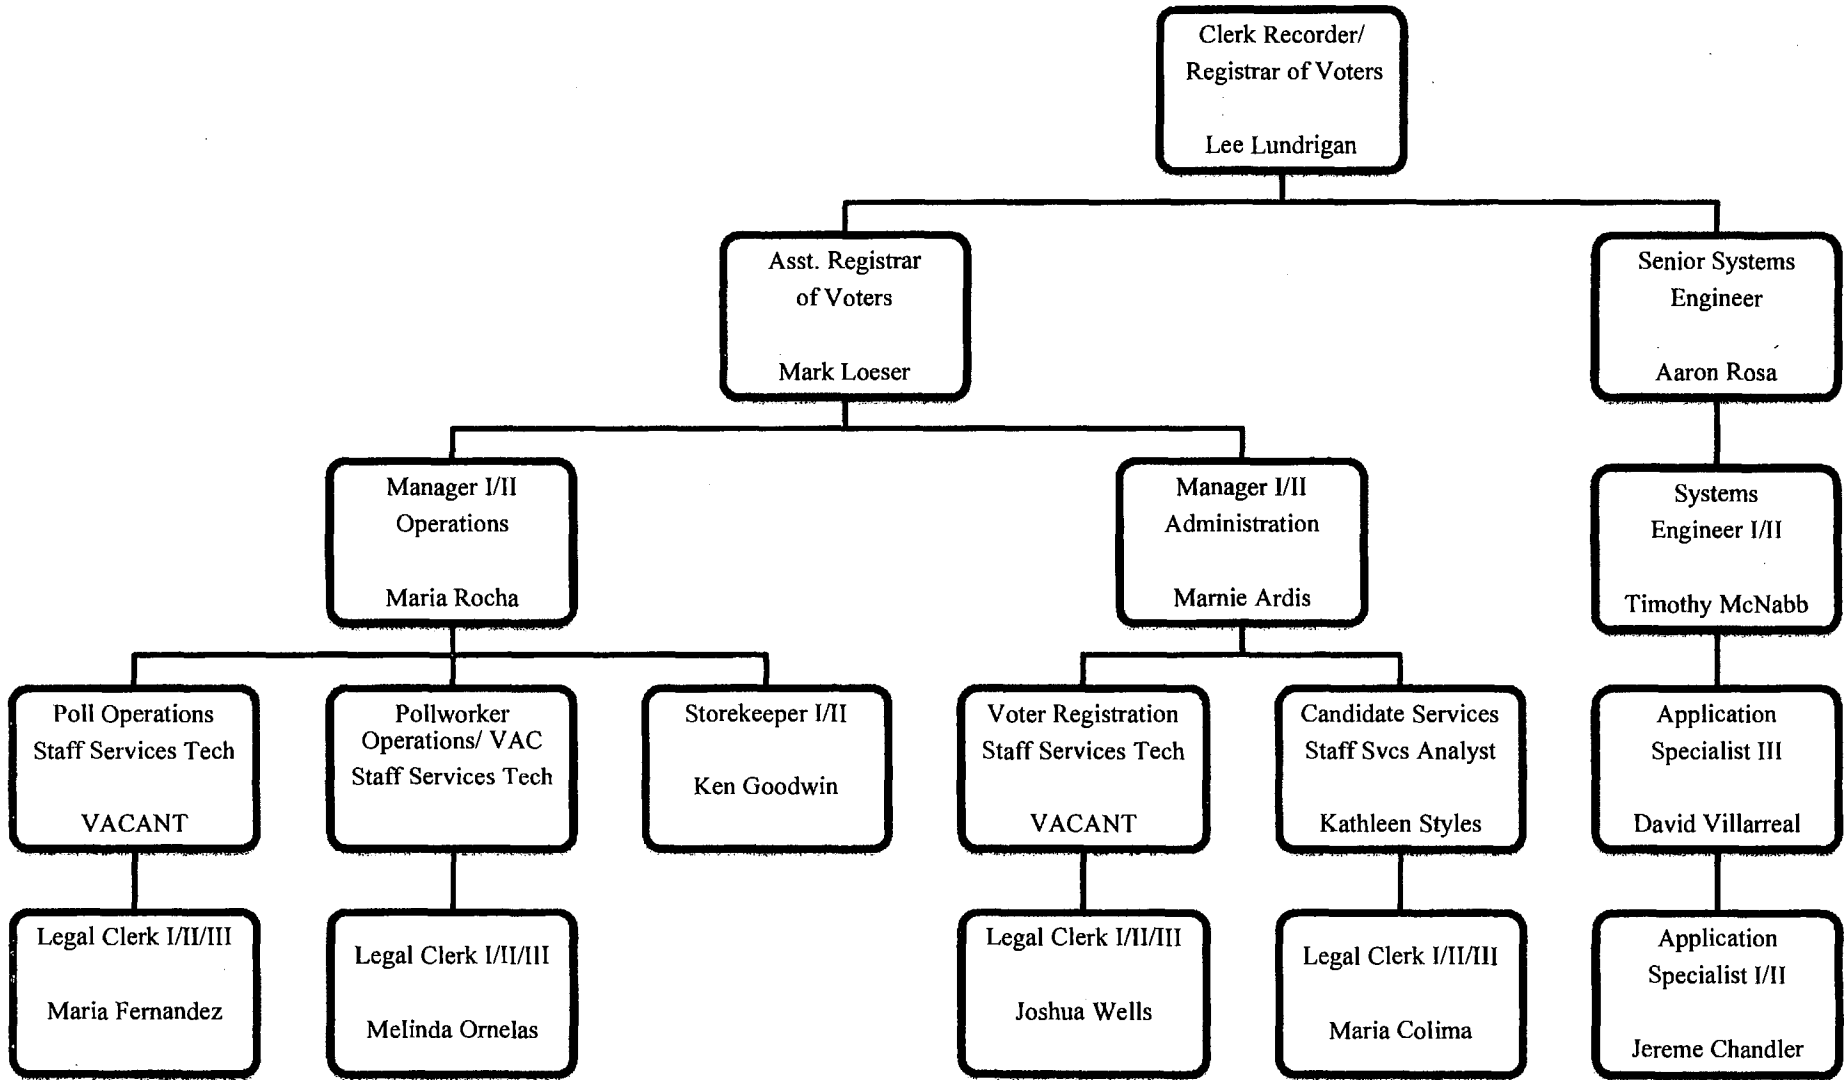 Clerk Recorder/
Registrar of Voters
Lee Lundrigan
Asst. Registrar
of Voters
Mark Loeser
Senior Systems
Engineer
Aaron Rosa
Manager I/II
Operations
Maria Rocha
Manager I/II
Administration
Marnie Ardis
Systems
Engineer I/II
Timothy McNabb
Poll Operations
Staff Services Tech
VACANT
Pollworker
Operations/ VAC
Staff Services Tech
Storekeeper I/II
Ken Goodwin
Voter Registration
Staff Services Tech
VACANT
Candidate Services
Staff Svcs Analyst
Kathleen Styles
Application
Specialist III
David Villarreal
Legal Clerk I/II/III
Maria Fernandez
Legal Clerk I/II/III
Melinda Ornelas
Legal Clerk I/II/III
Joshua Wells
Legal Clerk I/II/III
Maria Colima
Application
Specialist I/II
Jereme Chandler